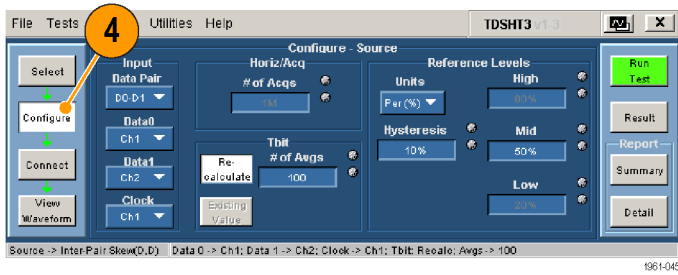 File Tests Utilities Help TDSHT3 v1-3 X
4
Configure - Source
Select
Configure
Connect
View Waveform
Input
Data Pair
D0-D1
Data0
Ch1
Data1
Ch2
Clock
Ch1
Horiz/Acq
# of Acqs
1M
Tbit
Re-calculate
# of Avgs
100
Existing Value
Reference Levels
Units
Per (%)
Hysteresis
10%
High
80%
Mid
50%
Low
20%
Run Test
Result
Report
Summary
Detail
Source -> Inter-Pair Skew(D,D) Data 0 -> Ch1; Data 1 -> Ch2; Clock -> Ch1; Tbit: Recalc; Avgs -> 100
1961-045